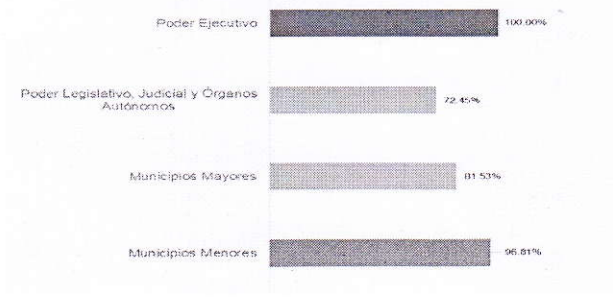 Poder Ejecutivo
100.00%
Poder Legislativo, Judicial y Órganos
Autónomos
72.45%
Municipios Mayores
81.53%
Municipios Menores
96.81%